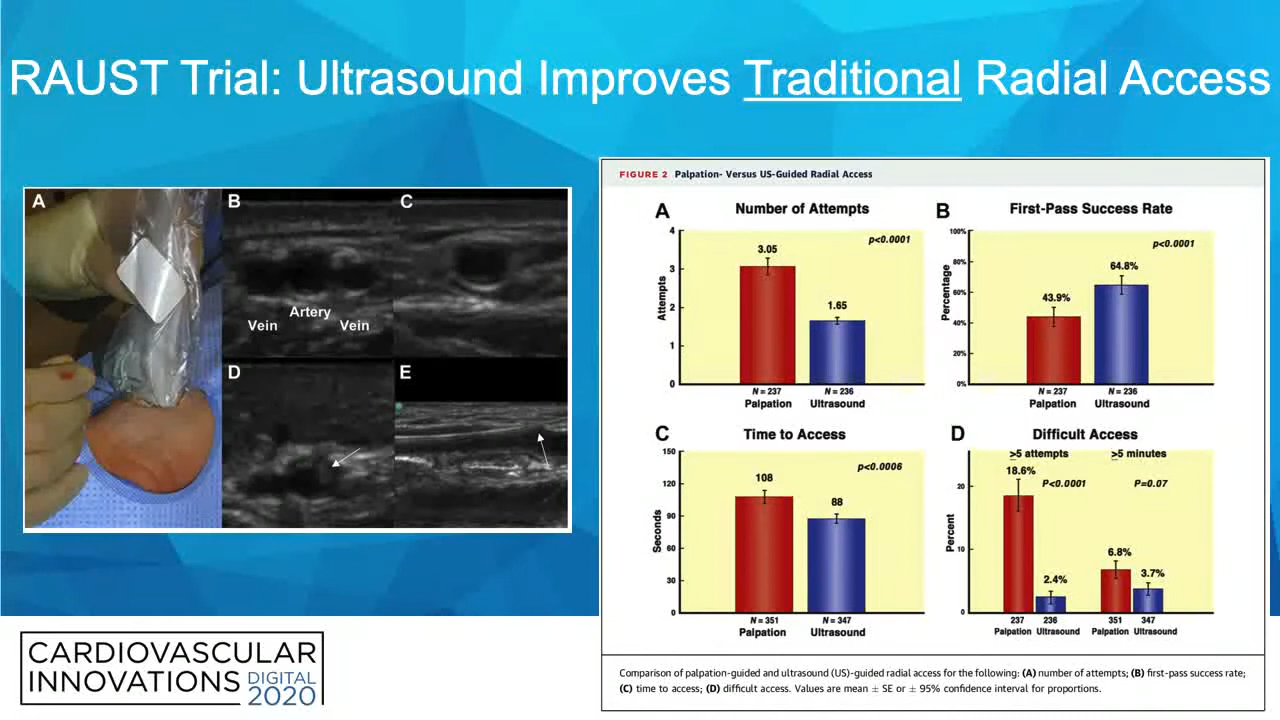 RAUST Trial: Ultrasound Improves Traditional Radial Access
A
B
C
Artery
Vein
Vein
D
E
FIGURE 2 Palpation- Versus US-Guided Radial Access
A
Number of Attempts
4
3
2
1
0
Attempts
p<0.0001
3.05
1.65
N = 237
N = 236
Palpation
Ultrasound
B
First-Pass Success Rate
100%
80%
60%
40%
20%
0%
Percentage
p<0.0001
43.9%
64.8%
N = 237
N = 236
Palpation
Ultrasound
C
Time to Access
150
120
90
60
30
0
Seconds
p<0.0006
108
88
N = 351
N = 347
Palpation
Ultrasound
D
Difficult Access
>5 attempts
>5 minutes
20
10
0
Percent
18.6%
P<0.0001
P=0.07
2.4%
6.8%
3.7%
237
236
351
347
Palpation
Ultrasound
Palpation
Ultrasound
Comparison of palpation-guided and ultrasound (US)-guided radial access for the following: (A) number of attempts; (B) first-pass success rate;
(C) time to access; (D) difficult access. Values are mean ± SE or ± 95% confidence interval for proportions.
CARDIOVASCULAR
INNOVATIONS DIGITAL
2020